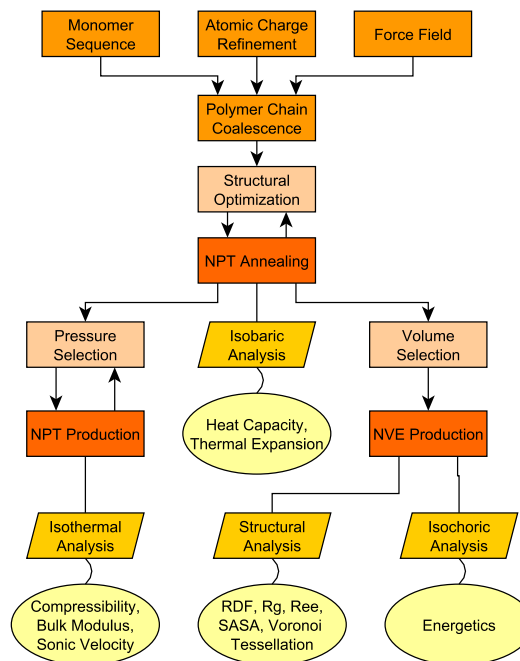 Monomer
Sequence
Atomic Charge
Refinement
Force Field
Polymer Chain
Coalescence
Structural
Optimization
NPT Annealing
Pressure
Selection
Isobaric
Analysis
Volume
Selection
Heat Capacity,
Thermal Expansion
NPT Production
NVE Production
Isothermal
Analysis
Structural
Analysis
Isochoric
Analysis
Compressibility,
Bulk Modulus,
Sonic Velocity
RDF, Rg, Ree,
SASA, Voronoi
Tessellation
Energetics